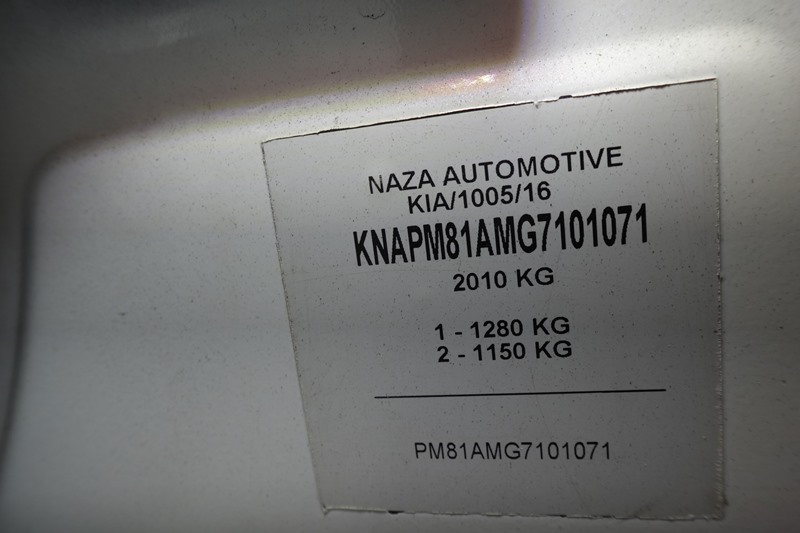 NAZA AUTOMOTIVE
KIA/1005/16
KNAPM81AMG7101071
2010 KG
1 - 1280 KG
2 - 1150 KG
PM81AMG7101071